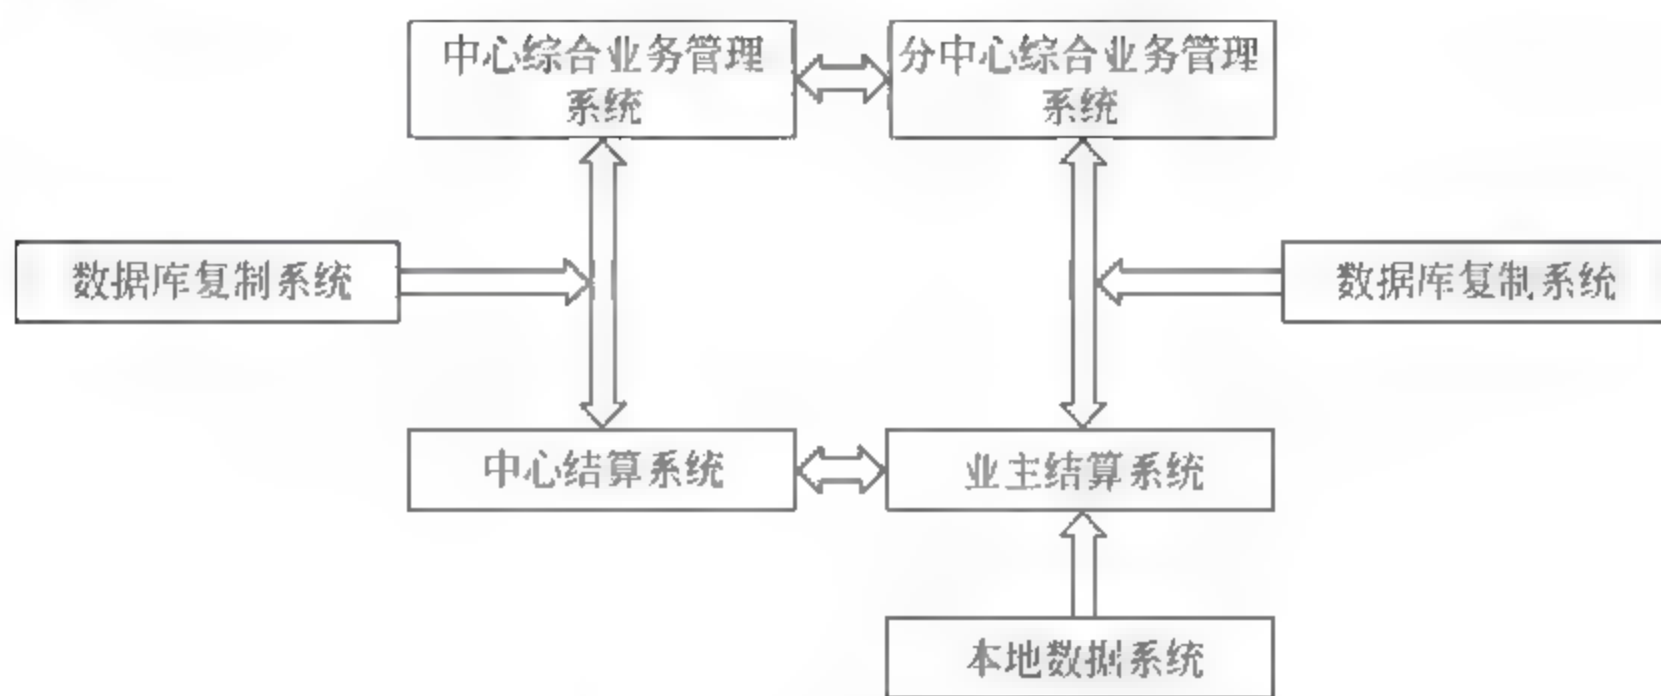 中心综合业务管理
系统
分中心综合业务管理
系统
数据库复制系统
数据库复制系统
中心结算系统
业主结算系统
本地数据系统